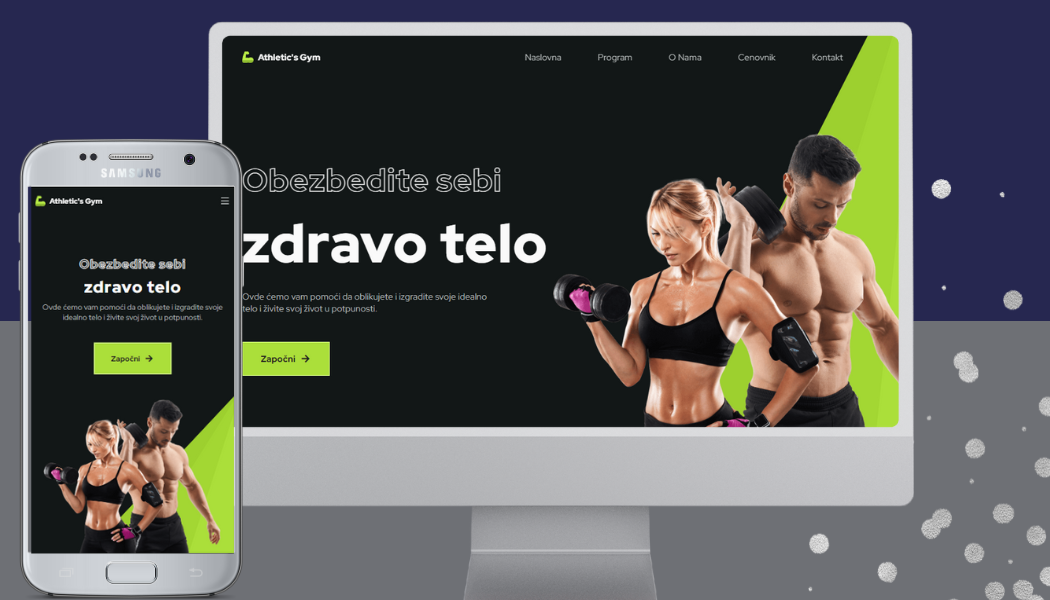 Athletic's Gym
Naslovna Program O Nama Cenovnik Kontakt
Obezbedite sebi
zdravo telo
Ovde ćemo vam pomoći da oblikujete i izgradite svoje idealno
telo i živite svoj život u potpunosti.
Započni →
SAMSUNG
Athletic's Gym
Obezbedite sebi
zdravo telo
Ovde ćemo vam pomoći da oblikujete i izgradite svoje
idealno telo i živite svoj život u potpunosti.
Započni →